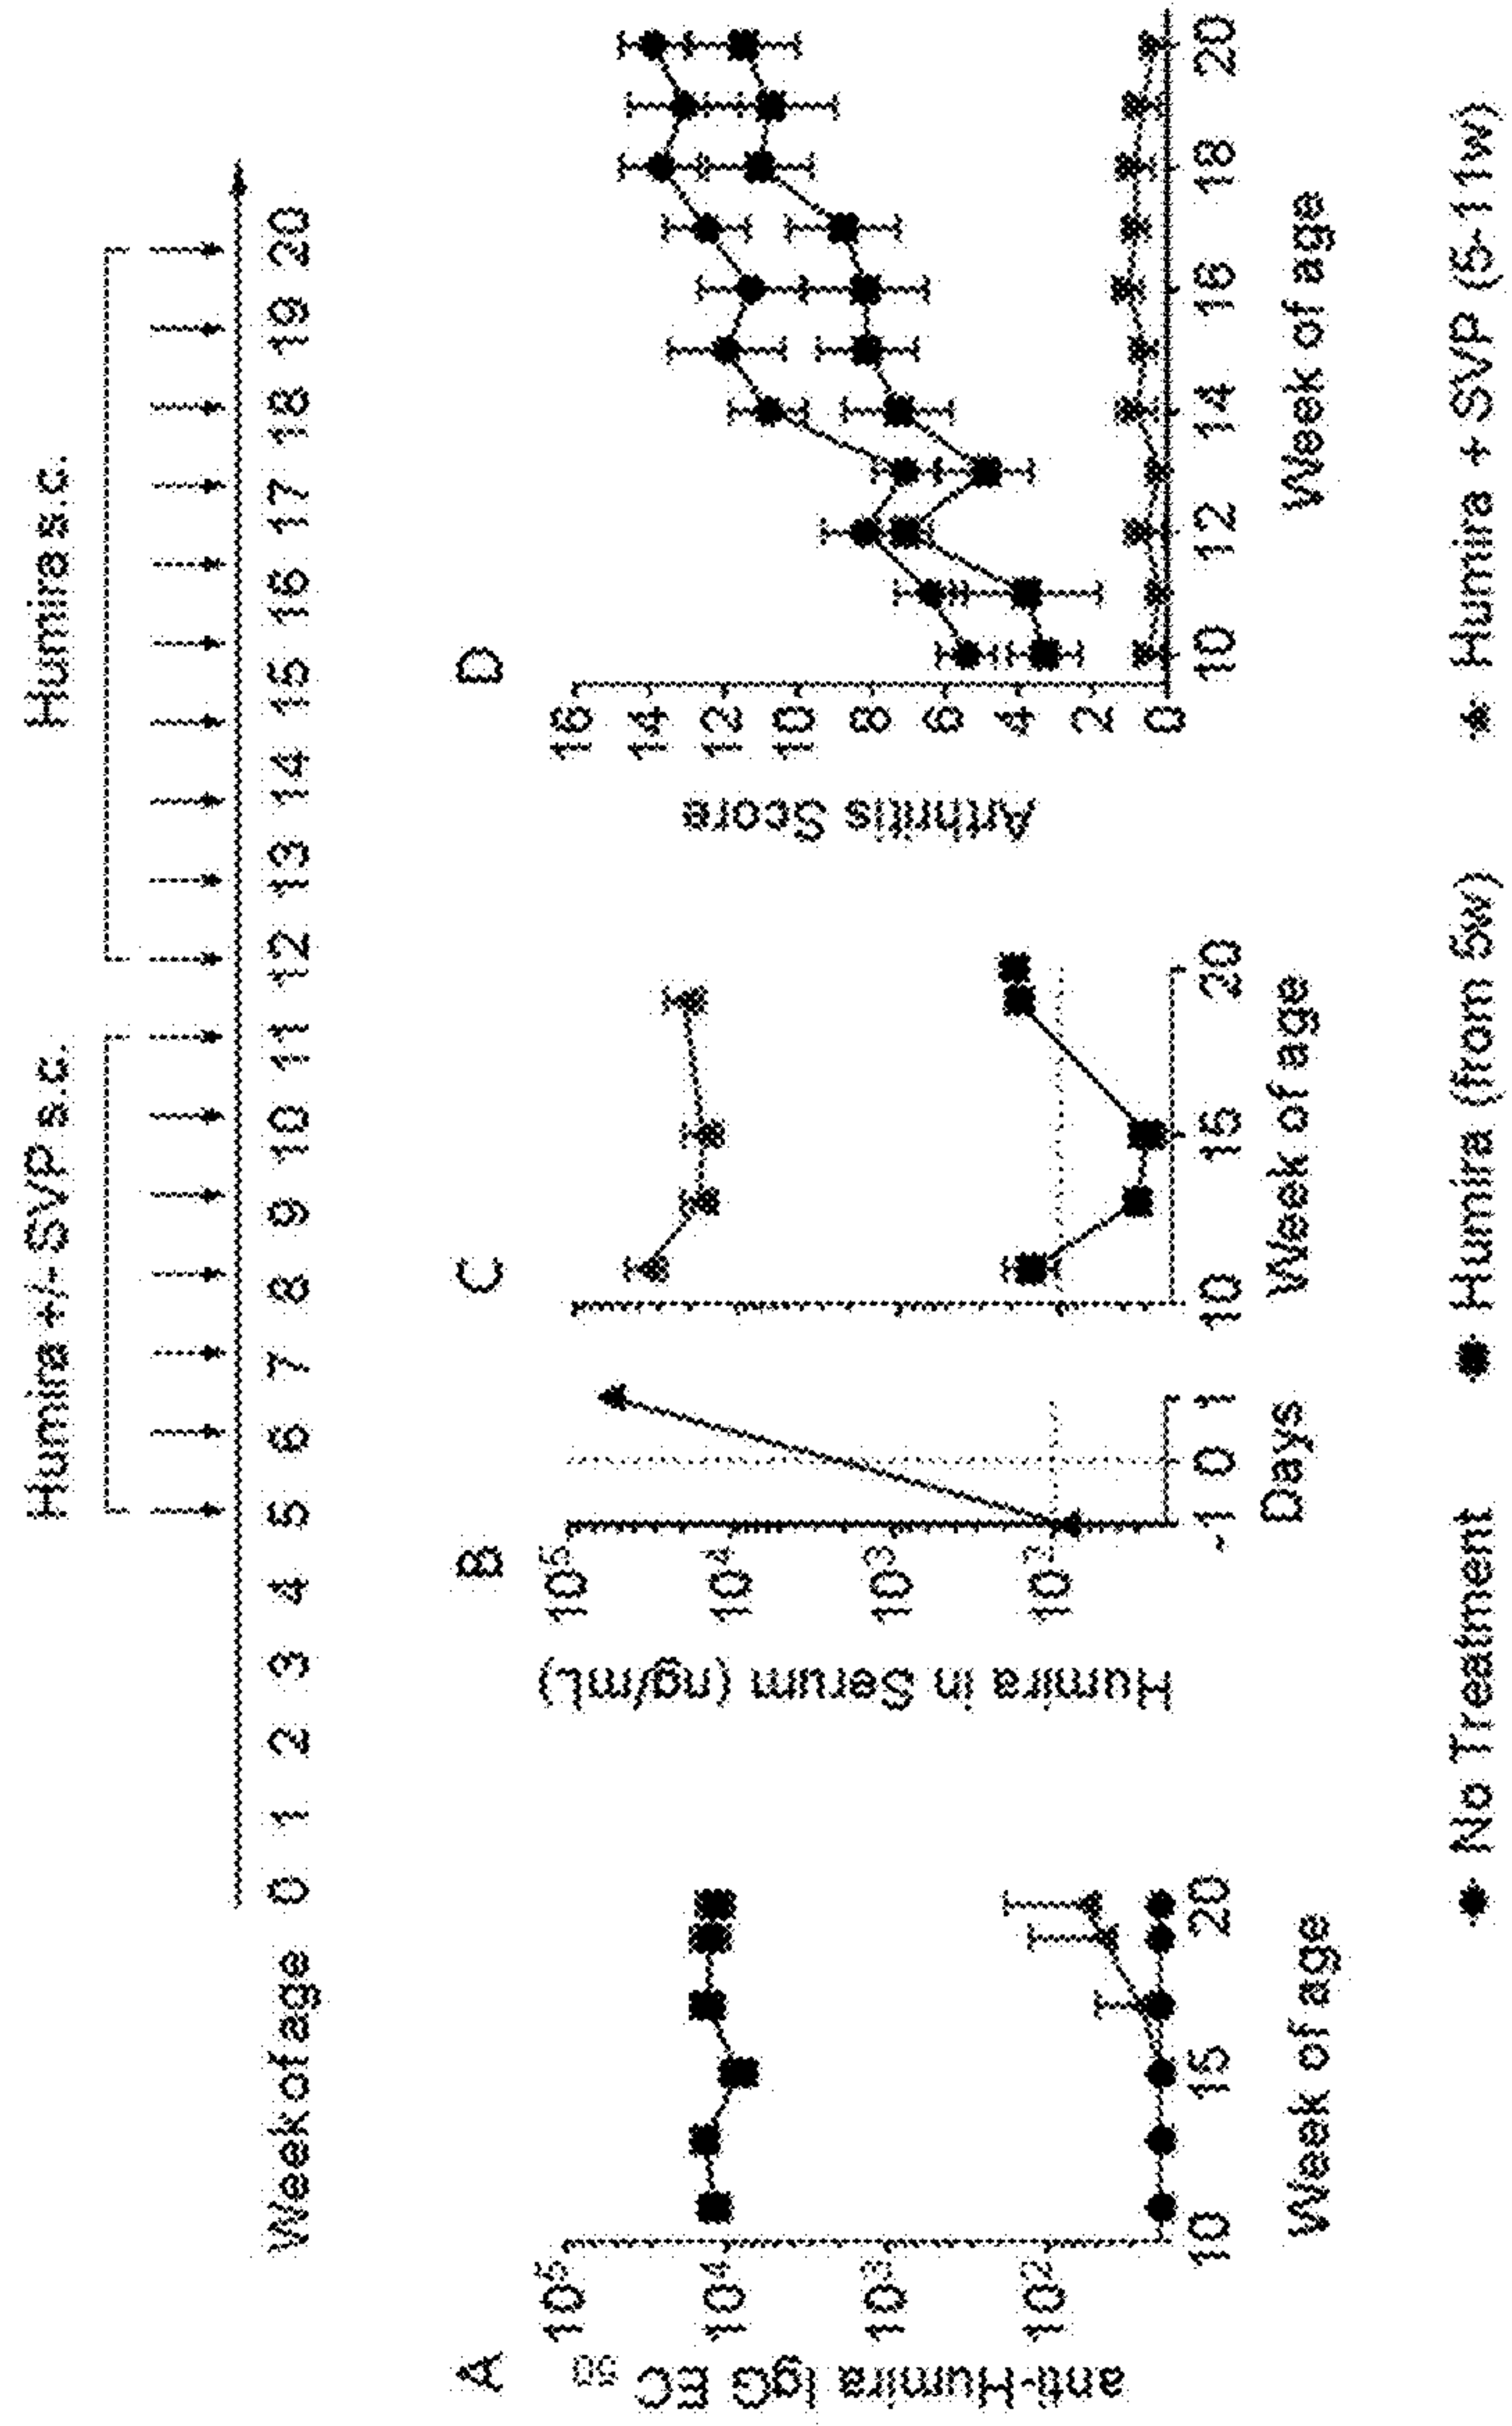 Humira +/- SVP s.c.
Humira s.c.
Week of age 0 1 2 3 4 5 6 7 8 9 10 11 12 13 14 15 16 17 18 19 20
A
anti-Humira IgG EC 50
10^5
10^4
10^3
10^2
10 15 20
Week of age
B
Humira in Serum (ng/mL)
10^5
10^4
10^3
10^2
-1 0 1
Days
C
10 15 20
Week of age
D
Arthritis Score
16
14
12
10
8
6
4
2
0
10 12 14 18 18 20
Week of age
No Treatment
Humira (from 5w)
Humira + SVP (5-11w)